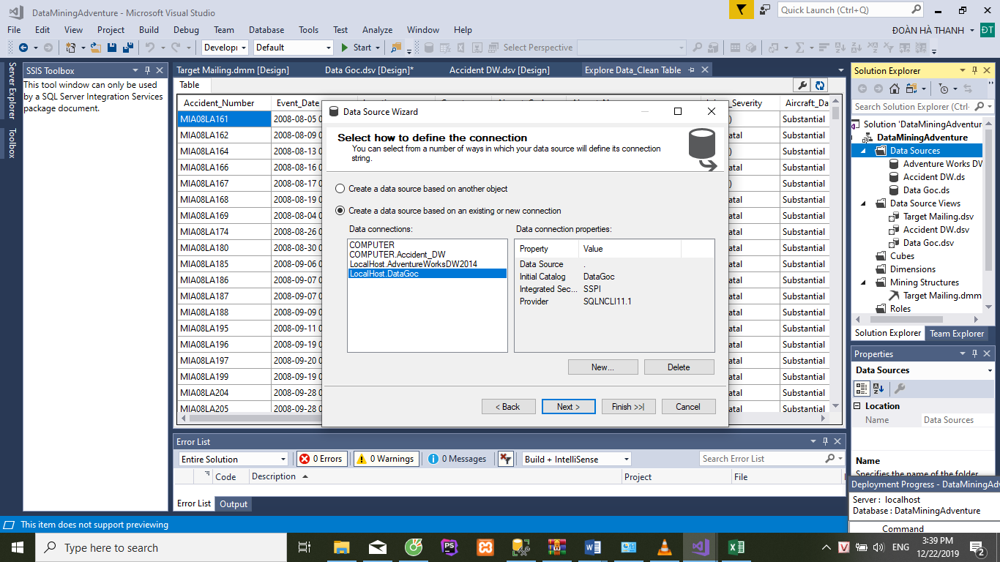 DataMiningAdventure - Microsoft Visual Studio
Quick Launch (Ctrl+Q)
File Edit View Project Build Debug Team Database Tools Test Analyze Window Help
ĐOÀN HÀ THANH ĐT
Develop Default Start Select Perspective
Server Explorer
Toolbox
SSIS Toolbox
This tool window can only be used
by a SQL Server Integration Services
package document.
Target Mailing.dmm [Design] Data Goc.dsv [Design]* Accident DW.dsv [Design] Explore Data_Clean Table
Table
Accident_Number Event_Date _Severity Aircraft_Da
MIA08LA161 2008-08-05 0 Substantial
MIA08LA162 2008-08-09 0 atal Substantial
MIA08LA164 2008-08-13 0 Substantial
MIA08LA166 2008-08-16 0 atal Substantial
MIA08LA167 2008-08-17 0 Substantial
MIA08LA168 2008-08-19 0 atal Substantial
MIA08LA169 2008-08-04 0 atal Substantial
MIA08LA174 2008-08-26 0 atal Substantial
MIA08LA180 2008-08-30 0 atal Substantial
MIA08LA185 2008-09-06 0 atal Substantial
MIA08LA186 2008-09-07 0 atal Substantial
MIA08LA187 2008-09-07 0 atal Substantial
MIA08LA188 2008-09-09 0 atal Substantial
MIA08LA195 2008-09-11 0 atal Substantial
MIA08LA196 2008-09-19 0 atal Substantial
MIA08LA197 2008-09-20 0 atal Substantial
MIA08LA199 2008-09-19 0 atal Substantial
MIA08LA204 2008-09-28 0 atal Substantial
MIA08LA205 2008-09-28 0 atal Substantial
Data Source Wizard
Select how to define the connection
You can select from a number of ways in which your data source will define its connection
string.
Create a data source based on another object
Create a data source based on an existing or new connection
Data connections:
COMPUTER
COMPUTER.Accident_DW
LocalHost.AdventureWorksDW2014
LocalHost.DataGoc
Data connection properties:
Property Value
Data Source .
Initial Catalog DataGoc
Integrated Sec... SSPI
Provider SQLNCLI11.1
New... Delete
< Back Next > Finish >>| Cancel
Solution Explorer
Search Solution Explorer (Ctrl+
Solution 'DataMiningAdventur
DataMiningAdventure
Data Sources
Adventure Works DW
Accident DW.ds
Data Goc.ds
Data Source Views
Target Mailing.dsv
Accident DW.dsv
Data Goc.dsv
Cubes
Dimensions
Mining Structures
Target Mailing.dmm
Roles
Solution Explorer Team Explorer
Properties
Data Sources
Location
Name Data Sources
Name
Specifies the name of the folder
Deployment Progress - DataMiningAdv
Server : localhost
Database : DataMiningAdventure
Command
Error List
Entire Solution 0 Errors 0 Warnings 0 Messages Build + IntelliSense Search Error List
Code Description Project File
Error List Output
This item does not support previewing
Type here to search
ENG
3:39 PM
12/22/2019
2